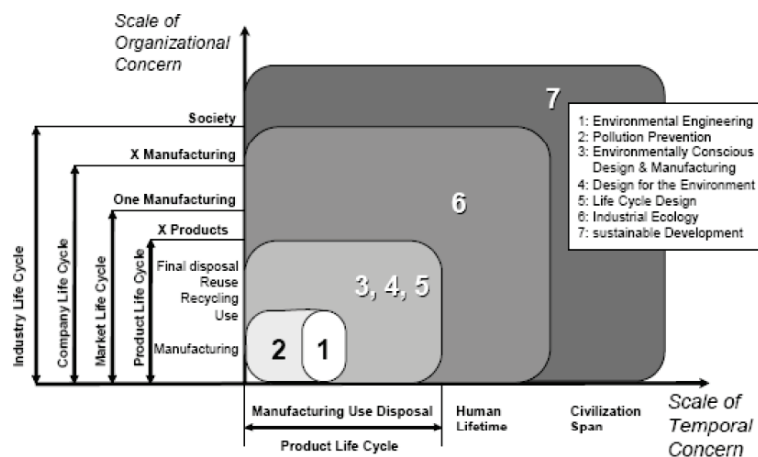 Scale of
Organizational
Concern
7
Society
1: Environmental Engineering
2: Pollution Prevention
3: Environmentally Conscious
Design & Manufacturing
4: Design for the Environment
5: Life Cycle Design
6: Industrial Ecology
7: sustainable Development
X Manufacturing
One Manufacturing
6
X Products
Industry Life Cycle
Company Life Cycle
Market Life Cycle
Product Life Cycle
Final disposal
Reuse
Recycling
Use
3, 4, 5
Manufacturing
2
1
Manufacturing Use Disposal
Human
Lifetime
Civilization
Span
Scale of
Temporal
Concern
Product Life Cycle